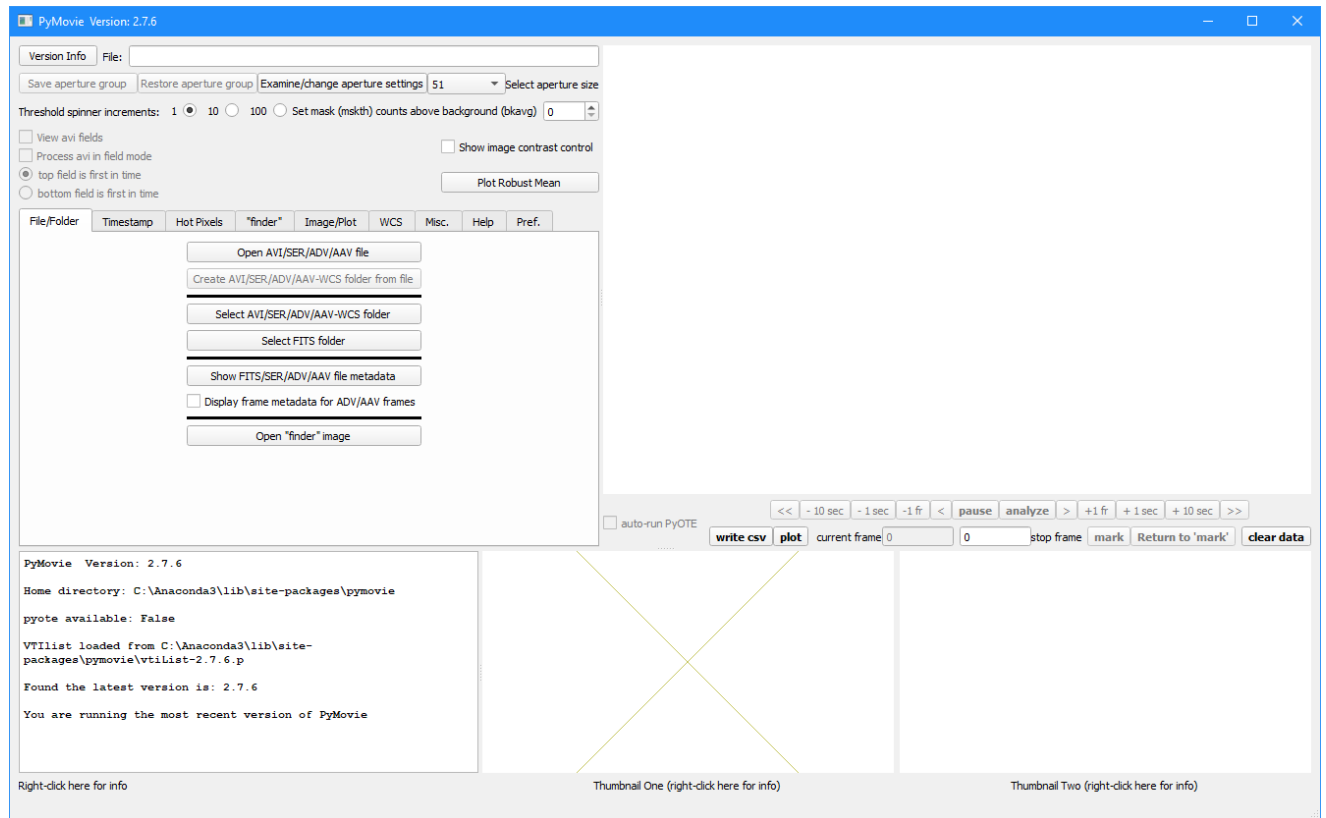 PyMovie Version: 2.7.6
Version Info File:
Save aperture group Restore aperture group Examine/change aperture settings 51 Select aperture size
Threshold spinner increments: 1 10 100 Set mask (mskth) counts above background (bkavg) 0
View avi fields
Process avi in field mode
Show image contrast control
top field is first in time
Plot Robust Mean
bottom field is first in time
File/Folder Timestamp Hot Pixels "finder" Image/Plot WCS Misc. Help Pref.
Open AVI/SER/ADV/AAV file
Create AVI/SER/ADV/AAV-WCS folder from file
Select AVI/SER/ADV/AAV-WCS folder
Select FITS folder
Show FITS/SER/ADV/AAV file metadata
Display frame metadata for ADV/AAV frames
Open "finder" image
<< - 10 sec - 1 sec -1 fr < pause analyze > +1 fr + 1 sec + 10 sec >>
auto-run PyOTE
write csv plot current frame 0 0 stop frame mark Return to 'mark' clear data
PyMovie Version: 2.7.6
Home directory: C:\Anaconda3\lib\site-packages\pymovie
pyote available: False
VTIlist loaded from C:\Anaconda3\lib\site-
packages\pymovie\vtiList-2.7.6.p
Found the latest version is: 2.7.6
You are running the most recent version of PyMovie
Right-click here for info Thumbnail One (right-click here for info) Thumbnail Two (right-click here for info)